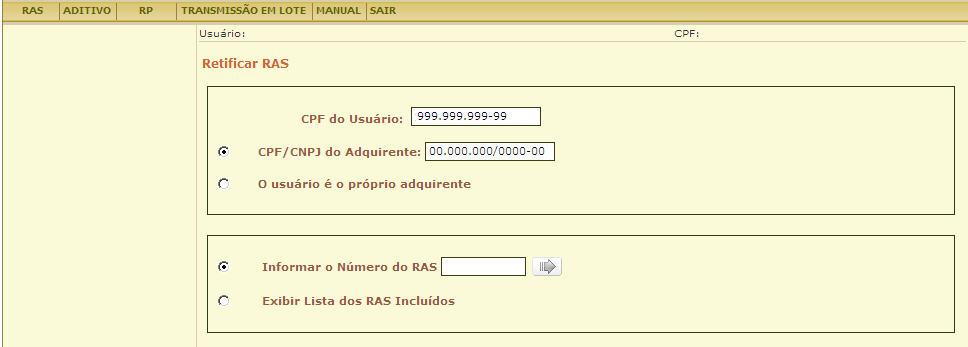 RAS ADITIVO RP TRANSMISSÃO EM LOTE MANUAL SAIR
Usuário: CPF:
Retificar RAS
CPF do Usuário: 999.999.999-99
CPF/CNPJ do Adquirente: 00.000.000/0000-00
O usuário é o próprio adquirente
Informar o Número do RAS
Exibir Lista dos RAS Incluídos